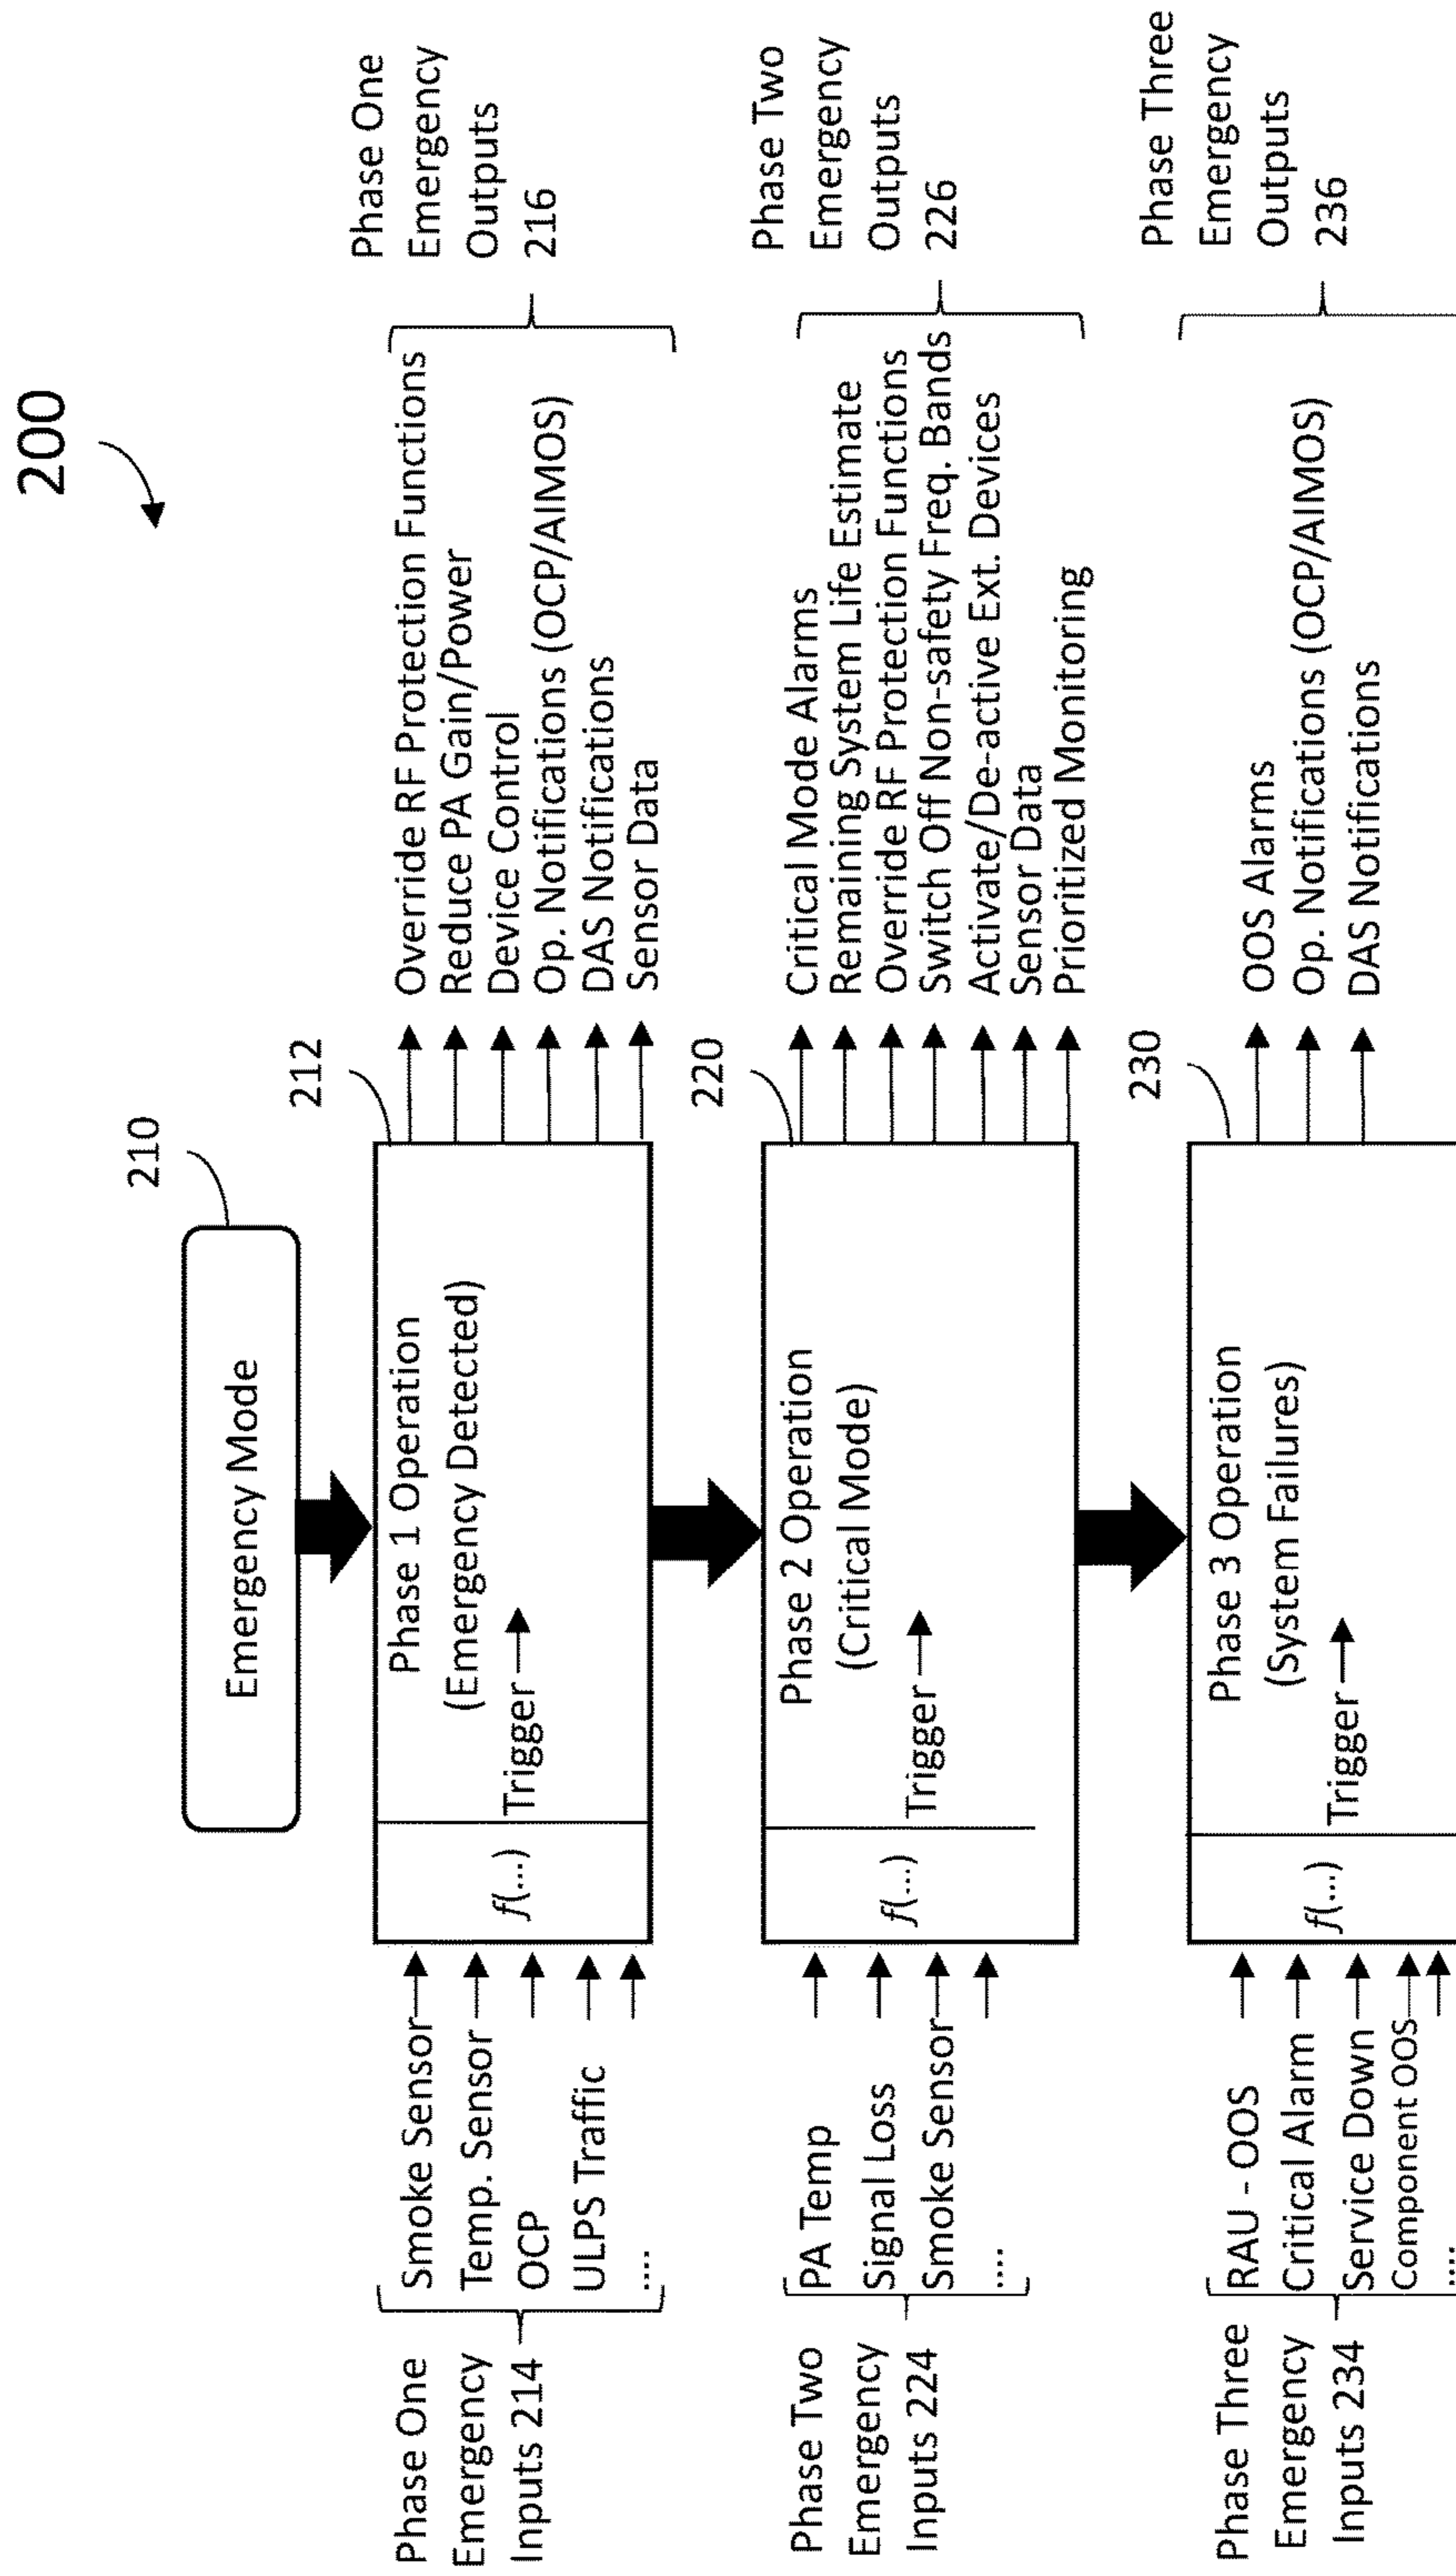 200
210
Emergency Mode
212
Phase One
Emergency
Inputs 214
Smoke Sensor
Temp. Sensor
OCP
ULPS Traffic
....
f(...)
Phase 1 Operation
(Emergency Detected)
Trigger
Override RF Protection Functions
Reduce PA Gain/Power
Device Control
Op. Notifications (OCP/AIMOS)
DAS Notifications
Sensor Data
Phase One
Emergency
Outputs
216
220
Phase Two
Emergency
Inputs 224
PA Temp
Signal Loss
Smoke Sensor
....
f(...)
Phase 2 Operation
(Critical Mode)
Trigger
Critical Mode Alarms
Remaining System Life Estimate
Override RF Protection Functions
Switch Off Non-safety Freq. Bands
Activate/De-active Ext. Devices
Sensor Data
Prioritized Monitoring
Phase Two
Emergency
Outputs
226
230
Phase Three
Emergency
Inputs 234
RAU - OOS
Critical Alarm
Service Down
Component OOS
....
f(...)
Phase 3 Operation
(System Failures)
Trigger
OOS Alarms
Op. Notifications (OCP/AIMOS)
DAS Notifications
Phase Three
Emergency
Outputs
236